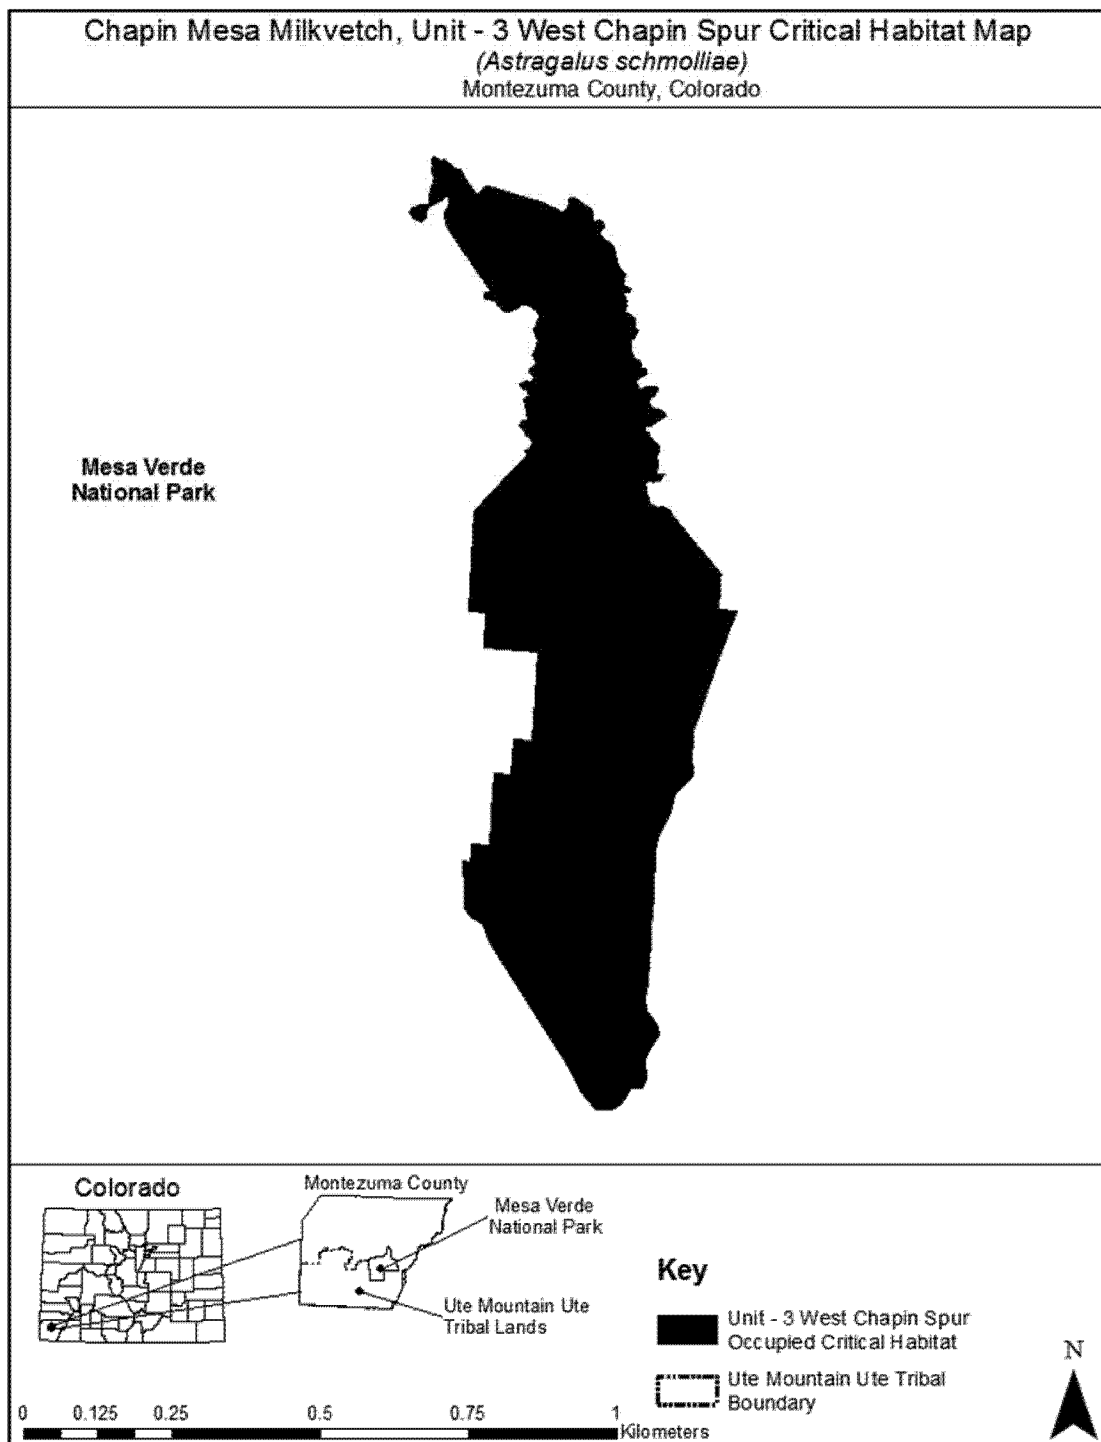 Chapin Mesa Milkvetch, Unit - 3 West Chapin Spur Critical Habitat Map
(Astragalus schmolliae)
Montezuma County, Colorado
Mesa Verde
National Park
Colorado
Montezuma County
Mesa Verde
National Park
Ute Mountain Ute
Tribal Lands
Key
Unit - 3 West Chapin Spur
Occupied Critical Habitat
Ute Mountain Ute Tribal
Boundary
N
0 0.125 0.25 0.5 0.75 1
Kilometers